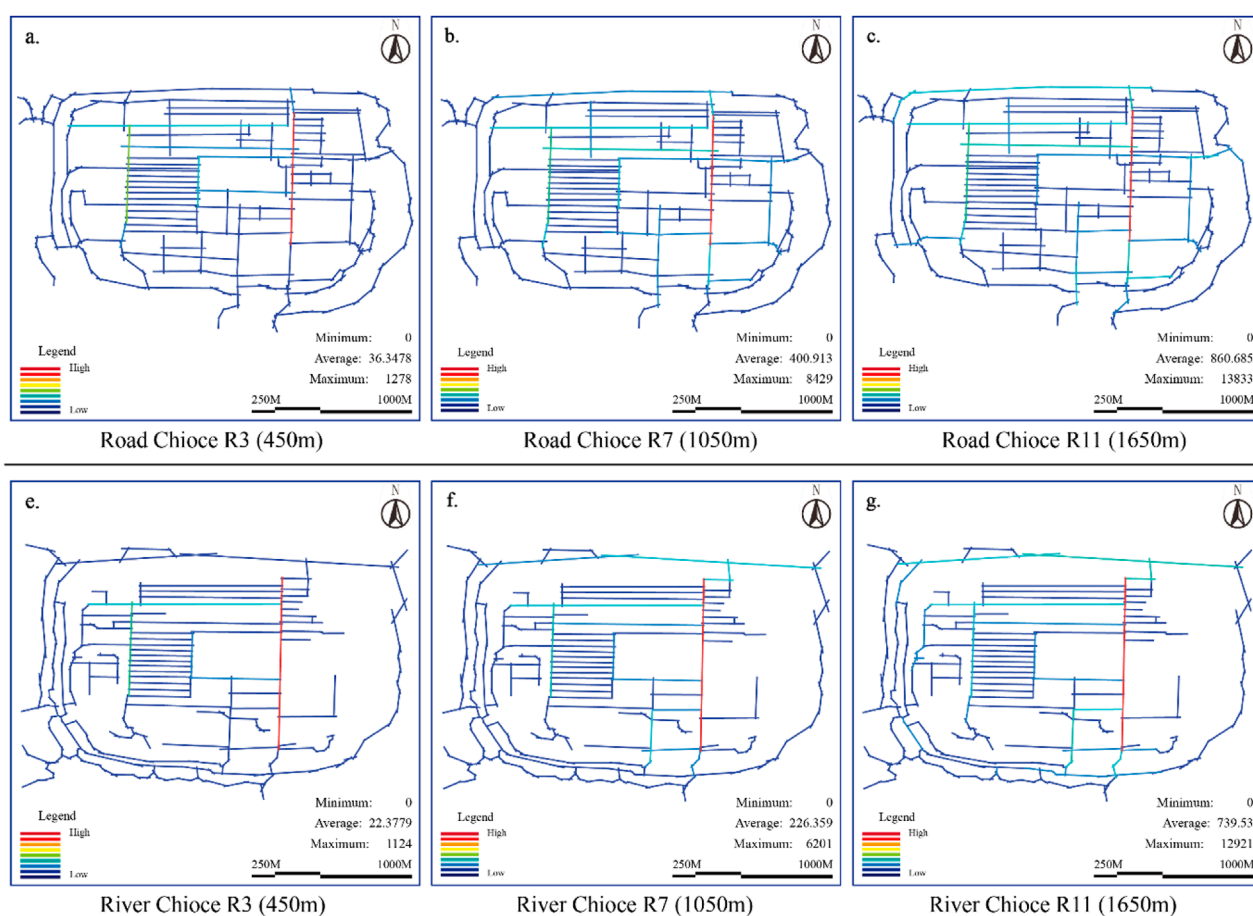 a.
N
Minimum: 0
Legend
Average: 36.3478
High
Maximum: 1278
Low
250M 1000M
Road Chioce R3 (450m)
b.
N
Minimum: 0
Legend
Average: 400.913
High
Maximum: 8429
Low
250M 1000M
Road Chioce R7 (1050m)
c.
N
Minimum: 0
Legend
Average: 860.685
High
Maximum: 13833
Low
250M 1000M
Road Chioce R11 (1650m)
e.
N
Minimum: 0
Legend
Average: 22.3779
High
Maximum: 1124
Low
250M 1000M
River Chioce R3 (450m)
f.
N
Minimum: 0
Legend
Average: 226.359
High
Maximum: 6201
Low
250M 1000M
River Chioce R7 (1050m)
g.
N
Minimum: 0
Legend
Average: 739.53
High
Maximum: 12921
Low
250M 1000M
River Chioce R11 (1650m)